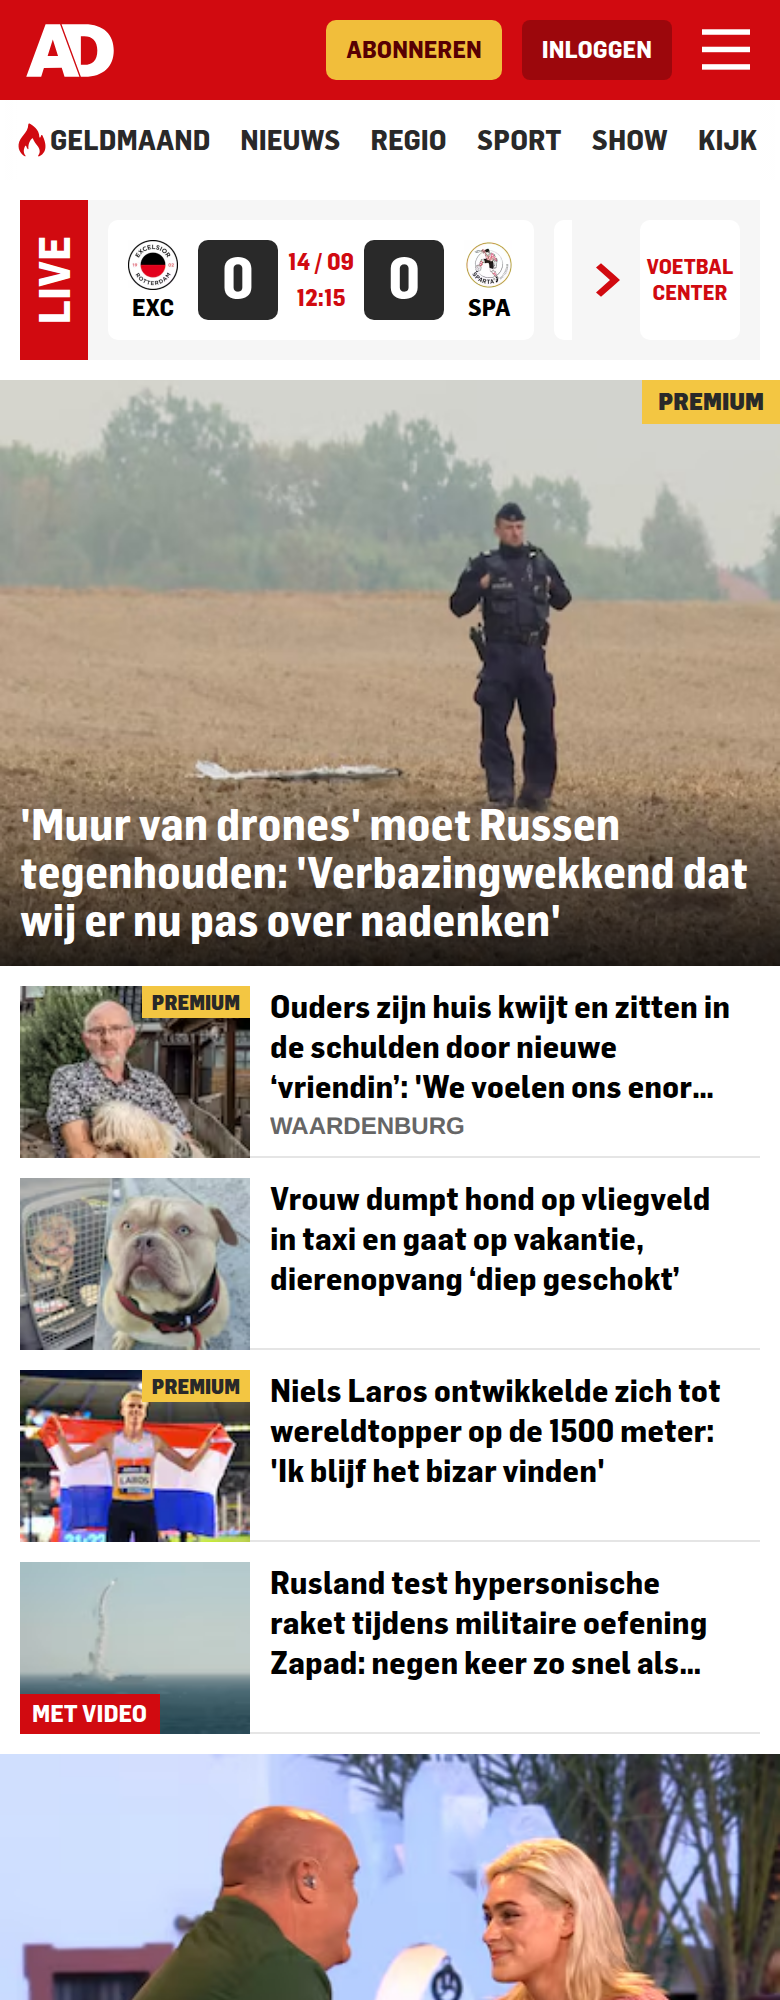 AD
ABONNEREN
INLOGGEN
GELDMAAND NIEUWS REGIO SPORT SHOW KIJK
LIVE
EXCELSIOR
ROTTERDAM
EXC
0
14 / 09
12:15
0
SPARTA
SPA
VOETBAL
CENTER
PREMIUM
'Muur van drones' moet Russen
tegenhouden: 'Verbazingwekkend dat
wij er nu pas over nadenken'
PREMIUM
Ouders zijn huis kwijt en zitten in
de schulden door nieuwe
‘vriendin’: 'We voelen ons enor...
WAARDENBURG
Vrouw dumpt hond op vliegveld
in taxi en gaat op vakantie,
dierenopvang ‘diep geschokt’
PREMIUM
LAROS
Niels Laros ontwikkelde zich tot
wereldtopper op de 1500 meter:
'Ik blijf het bizar vinden'
Rusland test hypersonische
raket tijdens militaire oefening
Zapad: negen keer zo snel als...
MET VIDEO